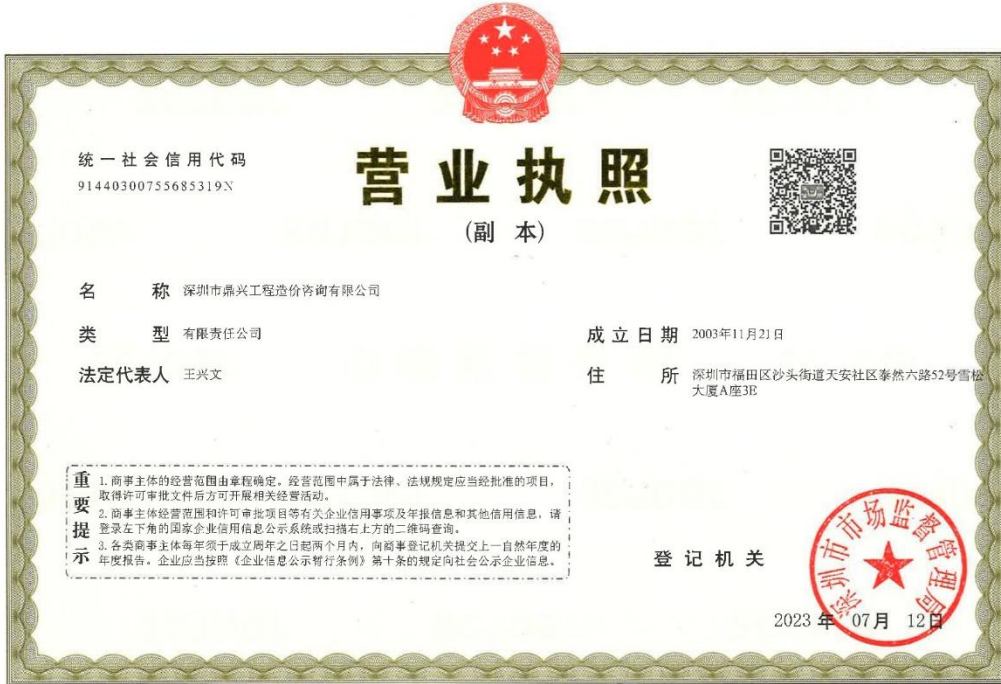 统一社会信用代码
91440300755685319N
营业执照
(副 本)
名 称 深圳市鼎兴工程造价咨询有限公司
类 型 有限责任公司
成立日期 2003年11月21日
法定代表人 王兴文
住 所 深圳市福田区沙头街道天安社区泰然六路52号雪松
大厦A座3E
重要提示
1. 商事主体的经营范围由章程确定。经营范围中属于法律、法规规定应当经批准的项目,
取得许可审批文件后方可开展相关经营活动。
2. 商事主体经营范围和许可审批项目等有关企业信用事项及年报信息和其他信用信息,请
登录左下角的国家企业信用信息公示系统或扫描右上方的二维码查询。
3. 各类商事主体每年须于成立周年之日起两个月内,向商事登记机关提交上一自然年度的
年度报告。企业应当按照《企业信息公示暂行条例》第十条的规定向社会公示企业信息。
登记机关
深圳市市场监督管理局
2023 年 07月 12日